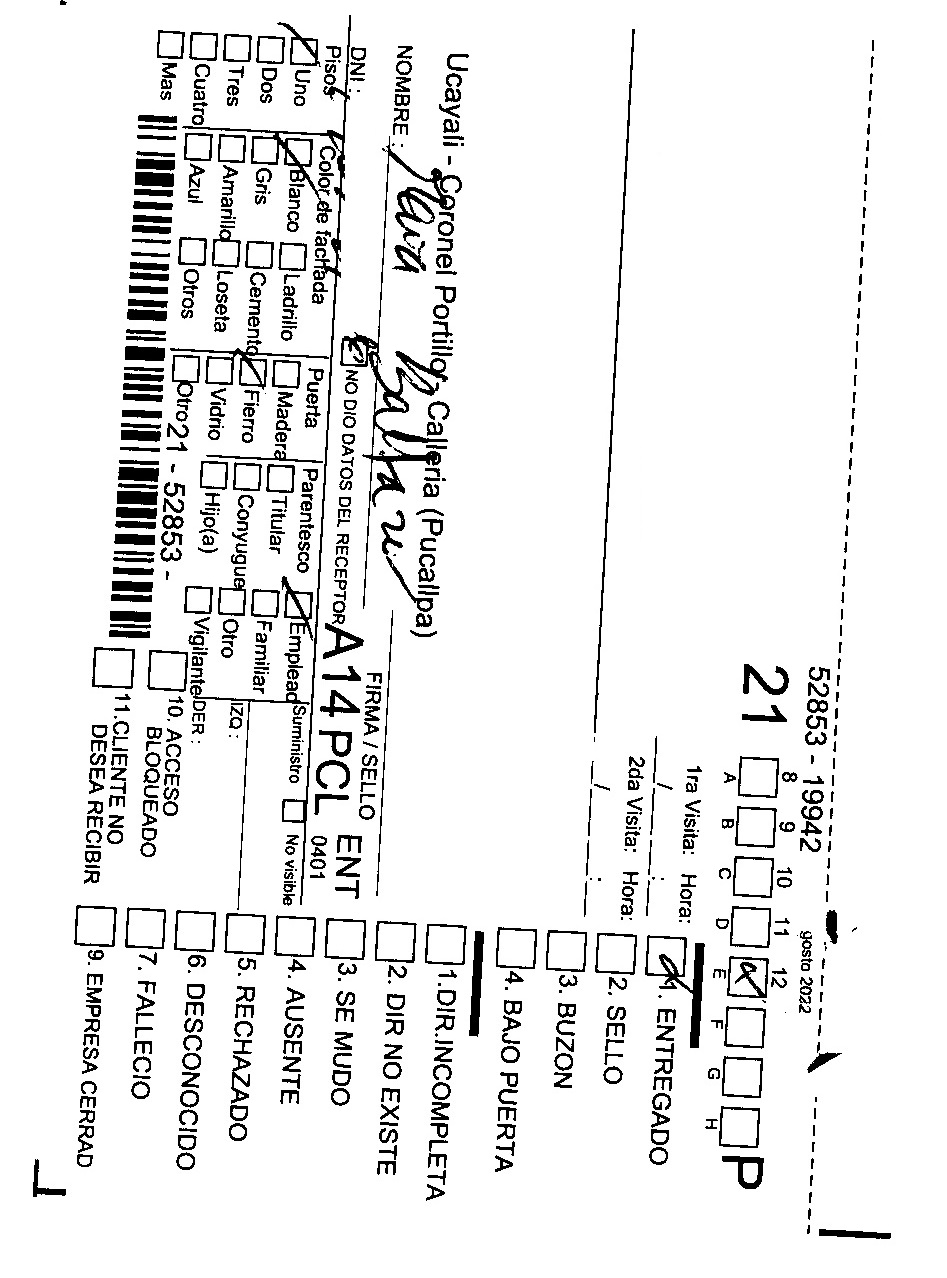 52853 - 19942
gosto 2022
21
8 9 10 11 12
A B C D E F G H
P
1ra Visita: Hora:
/ :
2da Visita: Hora:
/ :
1. ENTREGADO
2. SELLO
3. BUZON
4. BAJO PUERTA
1.DIR.INCOMPLETA
2. DIR NO EXISTE
3. SE MUDO
4. AUSENTE
5. RECHAZADO
6. DESCONOCIDO
7. FALLECIO
9. EMPRESA CERRAD
10. ACCESO
BLOQUEADO
11.CLIENTE NO
DESEA RECIBIR
Ucayali - Coronel Portillo, Calleria (Pucallpa)
NOMBRE :
FIRMA / SELLO
DNI :
NO DIO DATOS DEL RECEPTOR
A14 PCL ENT
0401
Pisos
Uno
Dos
Tres
Cuatro
Mas
Color de fachada
Blanco Ladrillo
Gris Cemento
Amarillo Loseta
Azul Otros
Puerta
Madera
Fierro
Vidrio
Otro
Parentesco
Titular
Conyugue
Hijo(a)
Emplead
Familiar
Otro
Vigilante
Suministro No visible
IZQ :
DER :
21 - 52853 -